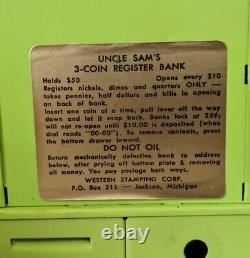 UNCLE SAM'S
3-COIN REGISTER BANK
Holds $50 Opens every $10
Registers nickels, dimes and quarters ONLY —
takes pennies, half dollars and bills in opening
on back of bank.
Insert one coin at a time, pull lever all the way
down and let it snap back. Banks lock at 25¢;
will not re-open until $10.00 is deposited (when
dial reads "00-00"). To remove contents, press
the bottom drawer inward.
DO NOT OIL
Return mechanically defective bank to address
below, after prying off bottom plate & removing
all money. You pay postage both ways.
WESTERN STAMPING CORP.
P.O. Box 211 — Jackson, Michigan